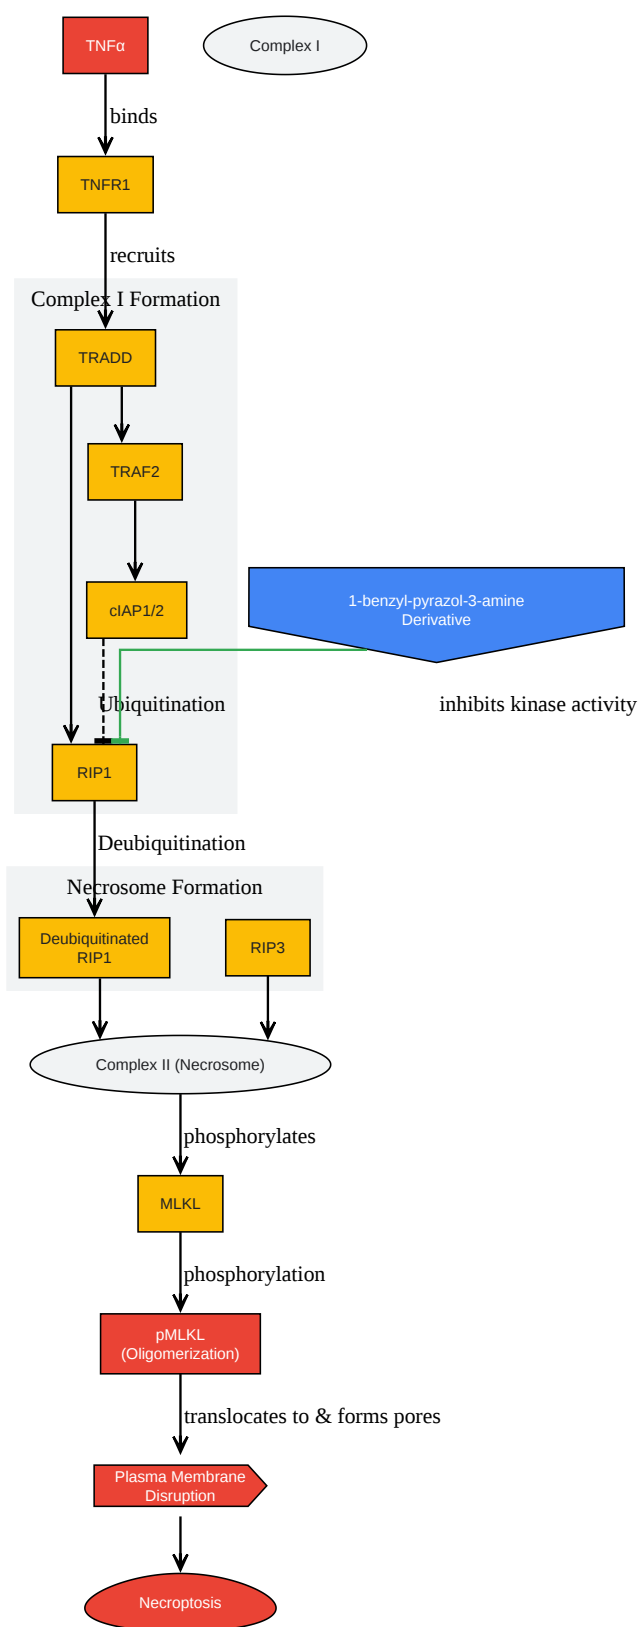 TNFα
Complex I
binds
TNFR1
recruits
Complex I Formation
TRADD
TRAF2
cIAP1/2
1-benzyl-pyrazol-3-amine
Derivative
Ubiquitination
inhibits kinase activity
RIP1
Deubiquitination
Necrosome Formation
Deubiquitinated
RIP1
RIP3
Complex II (Necrosome)
phosphorylates
MLKL
phosphorylation
pMLKL
(Oligomerization)
translocates to & forms pores
Plasma Membrane
Disruption
Necroptosis